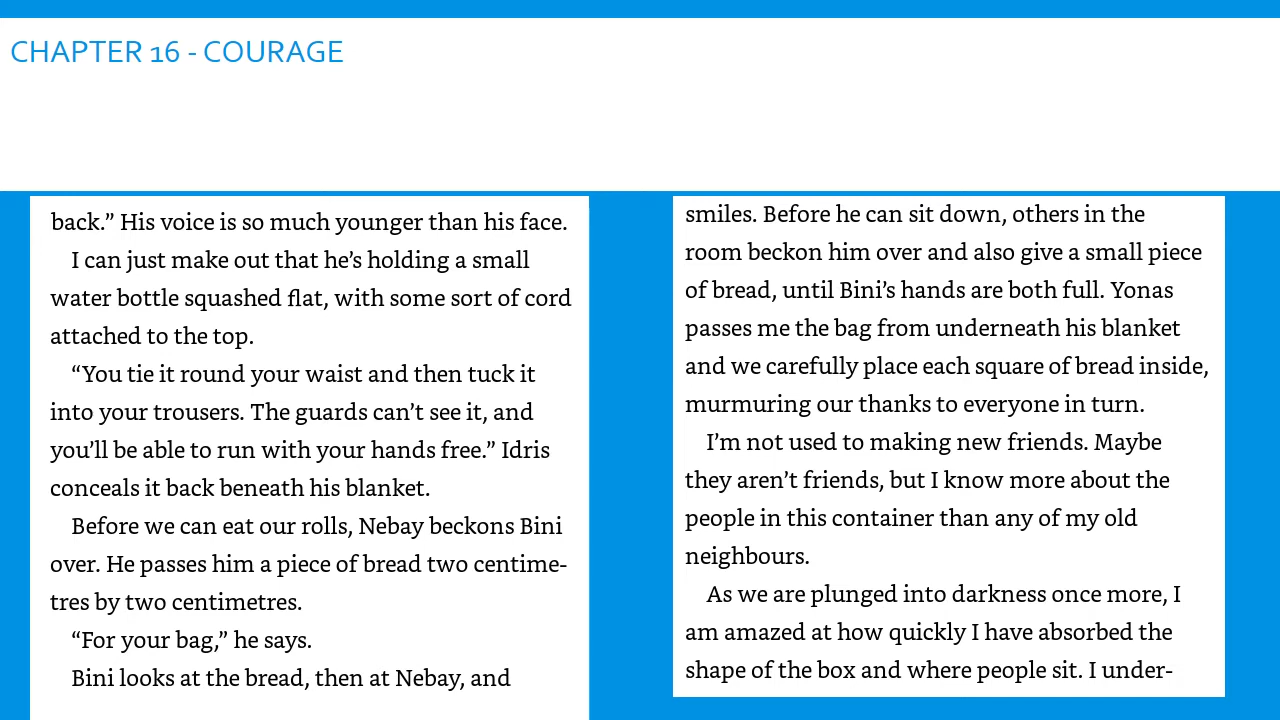 CHAPTER 16 - COURAGE
back.” His voice is so much younger than his face.
I can just make out that he’s holding a small
water bottle squashed flat, with some sort of cord
attached to the top.
“You tie it round your waist and then tuck it
into your trousers. The guards can’t see it, and
you’ll be able to run with your hands free.” Idris
conceals it back beneath his blanket.
Before we can eat our rolls, Nebay beckons Bini
over. He passes him a piece of bread two centime-
tres by two centimetres.
“For your bag,” he says.
Bini looks at the bread, then at Nebay, and
smiles. Before he can sit down, others in the
room beckon him over and also give a small piece
of bread, until Bini’s hands are both full. Yonas
passes me the bag from underneath his blanket
and we carefully place each square of bread inside,
murmuring our thanks to everyone in turn.
I’m not used to making new friends. Maybe
they aren’t friends, but I know more about the
people in this container than any of my old
neighbours.
As we are plunged into darkness once more, I
am amazed at how quickly I have absorbed the
shape of the box and where people sit. I under-